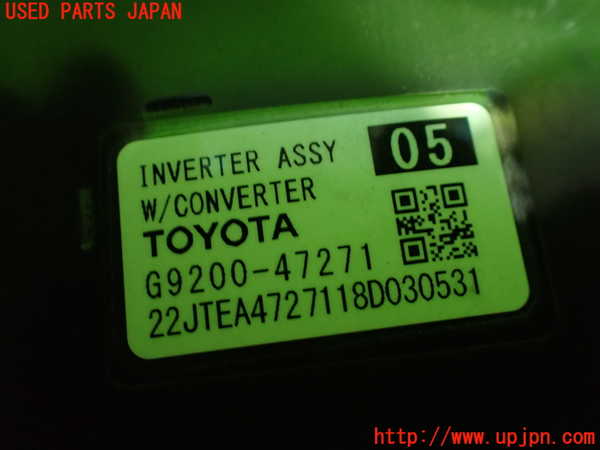 USED PARTS JAPAN
INVERTER ASSY
05
W/CONVERTER
TOYOTA
G9200-47271
22JTEA4727118D030531
http://www.upjpn.com/